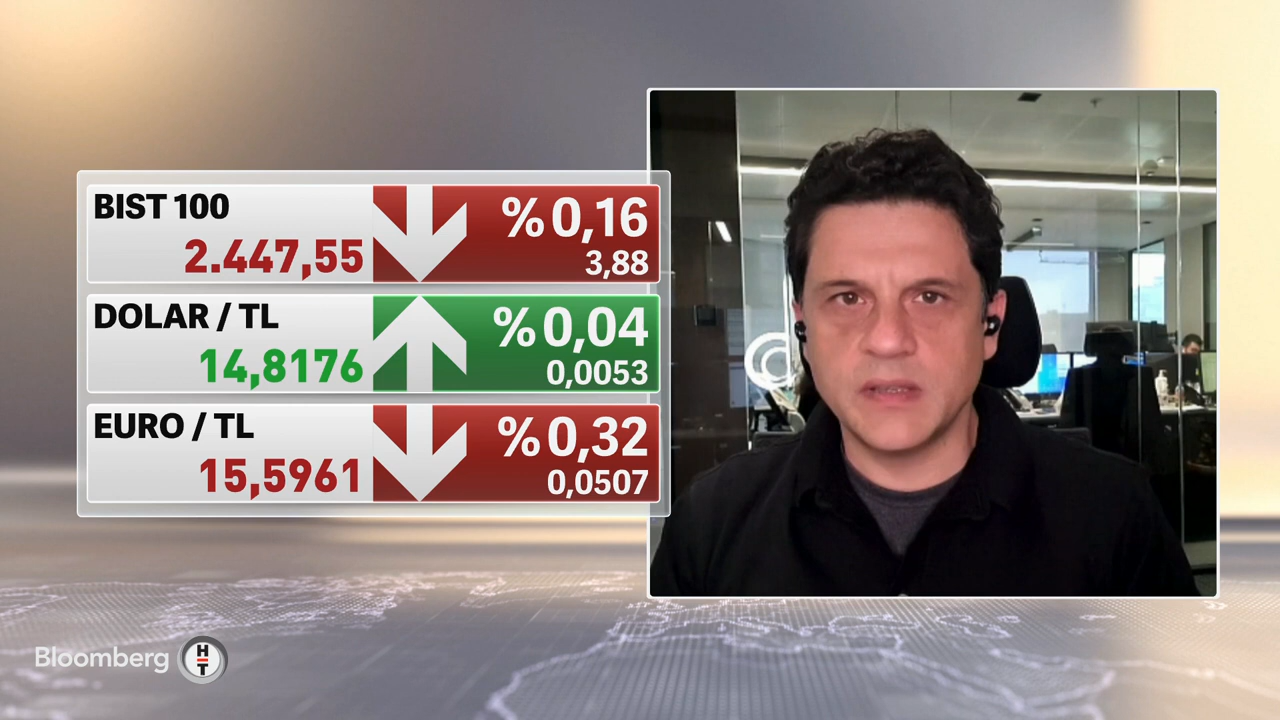 BIST 100
2.447,55
%0,16
3,88
DOLAR / TL
14,8176
%0,04
0,0053
EURO / TL
15,5961
%0,32
0,0507
Bloomberg HT